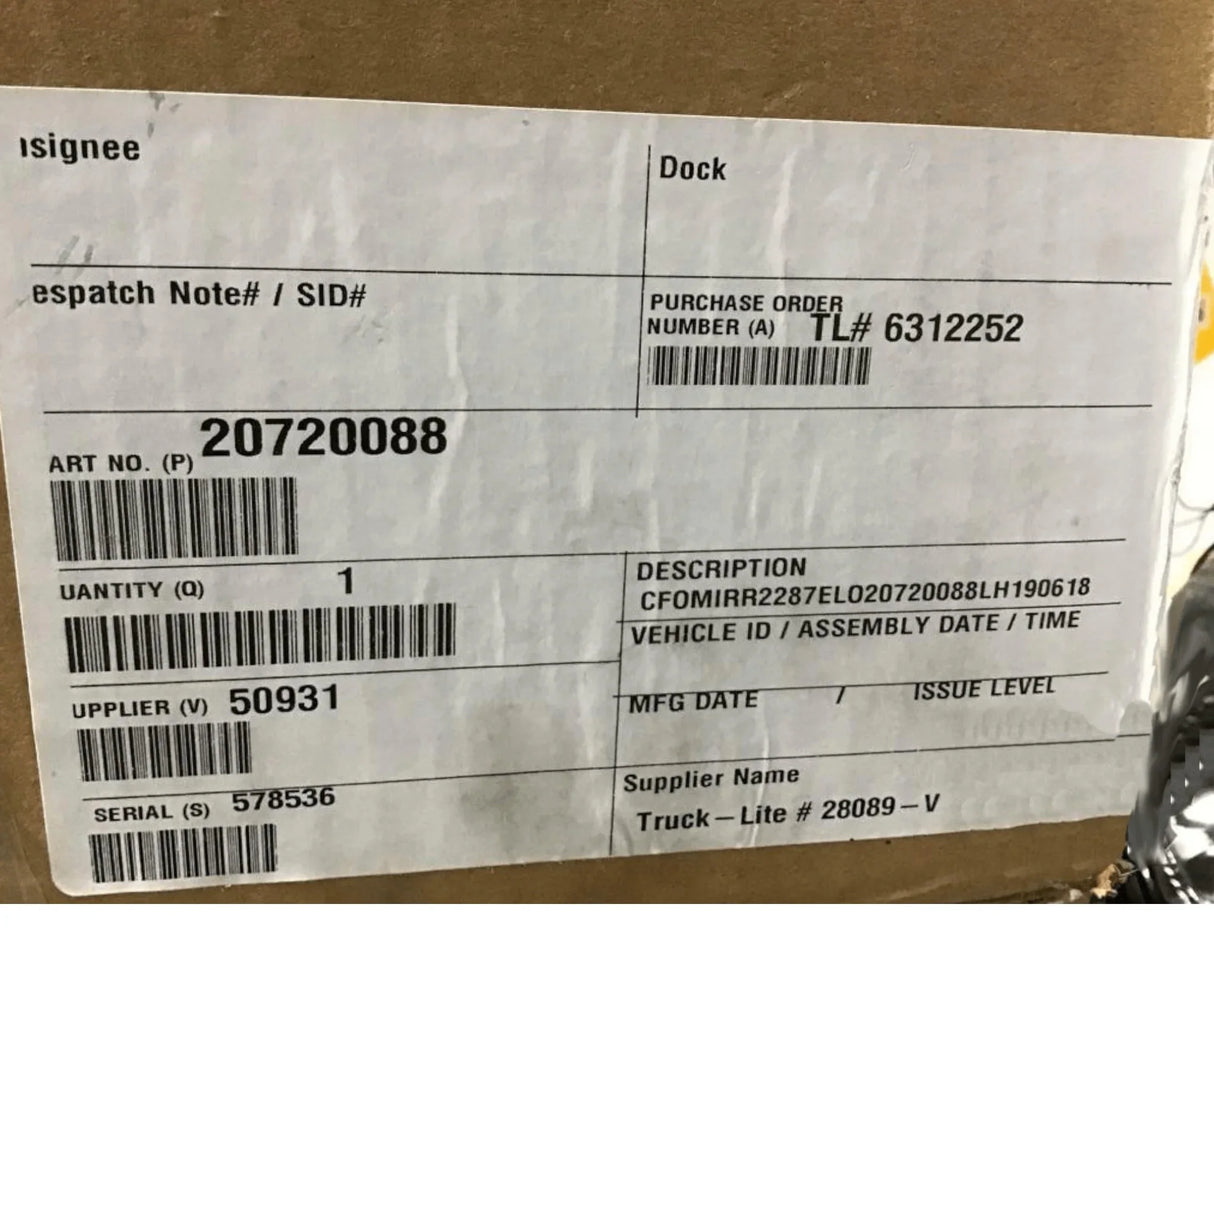 signee
Dock
espatch Note# / SID#
PURCHASE ORDER
NUMBER (A) TL# 6312252
20720088
ART NO. (P)
UANTITY (Q) 1
DESCRIPTION
CFOMIRR2287ELO20720088LH190618
VEHICLE ID / ASSEMBLY DATE / TIME
UPPLIER (V) 50931
MFG DATE / ISSUE LEVEL
SERIAL (S) 578536
Supplier Name
Truck-Lite # 28089-V